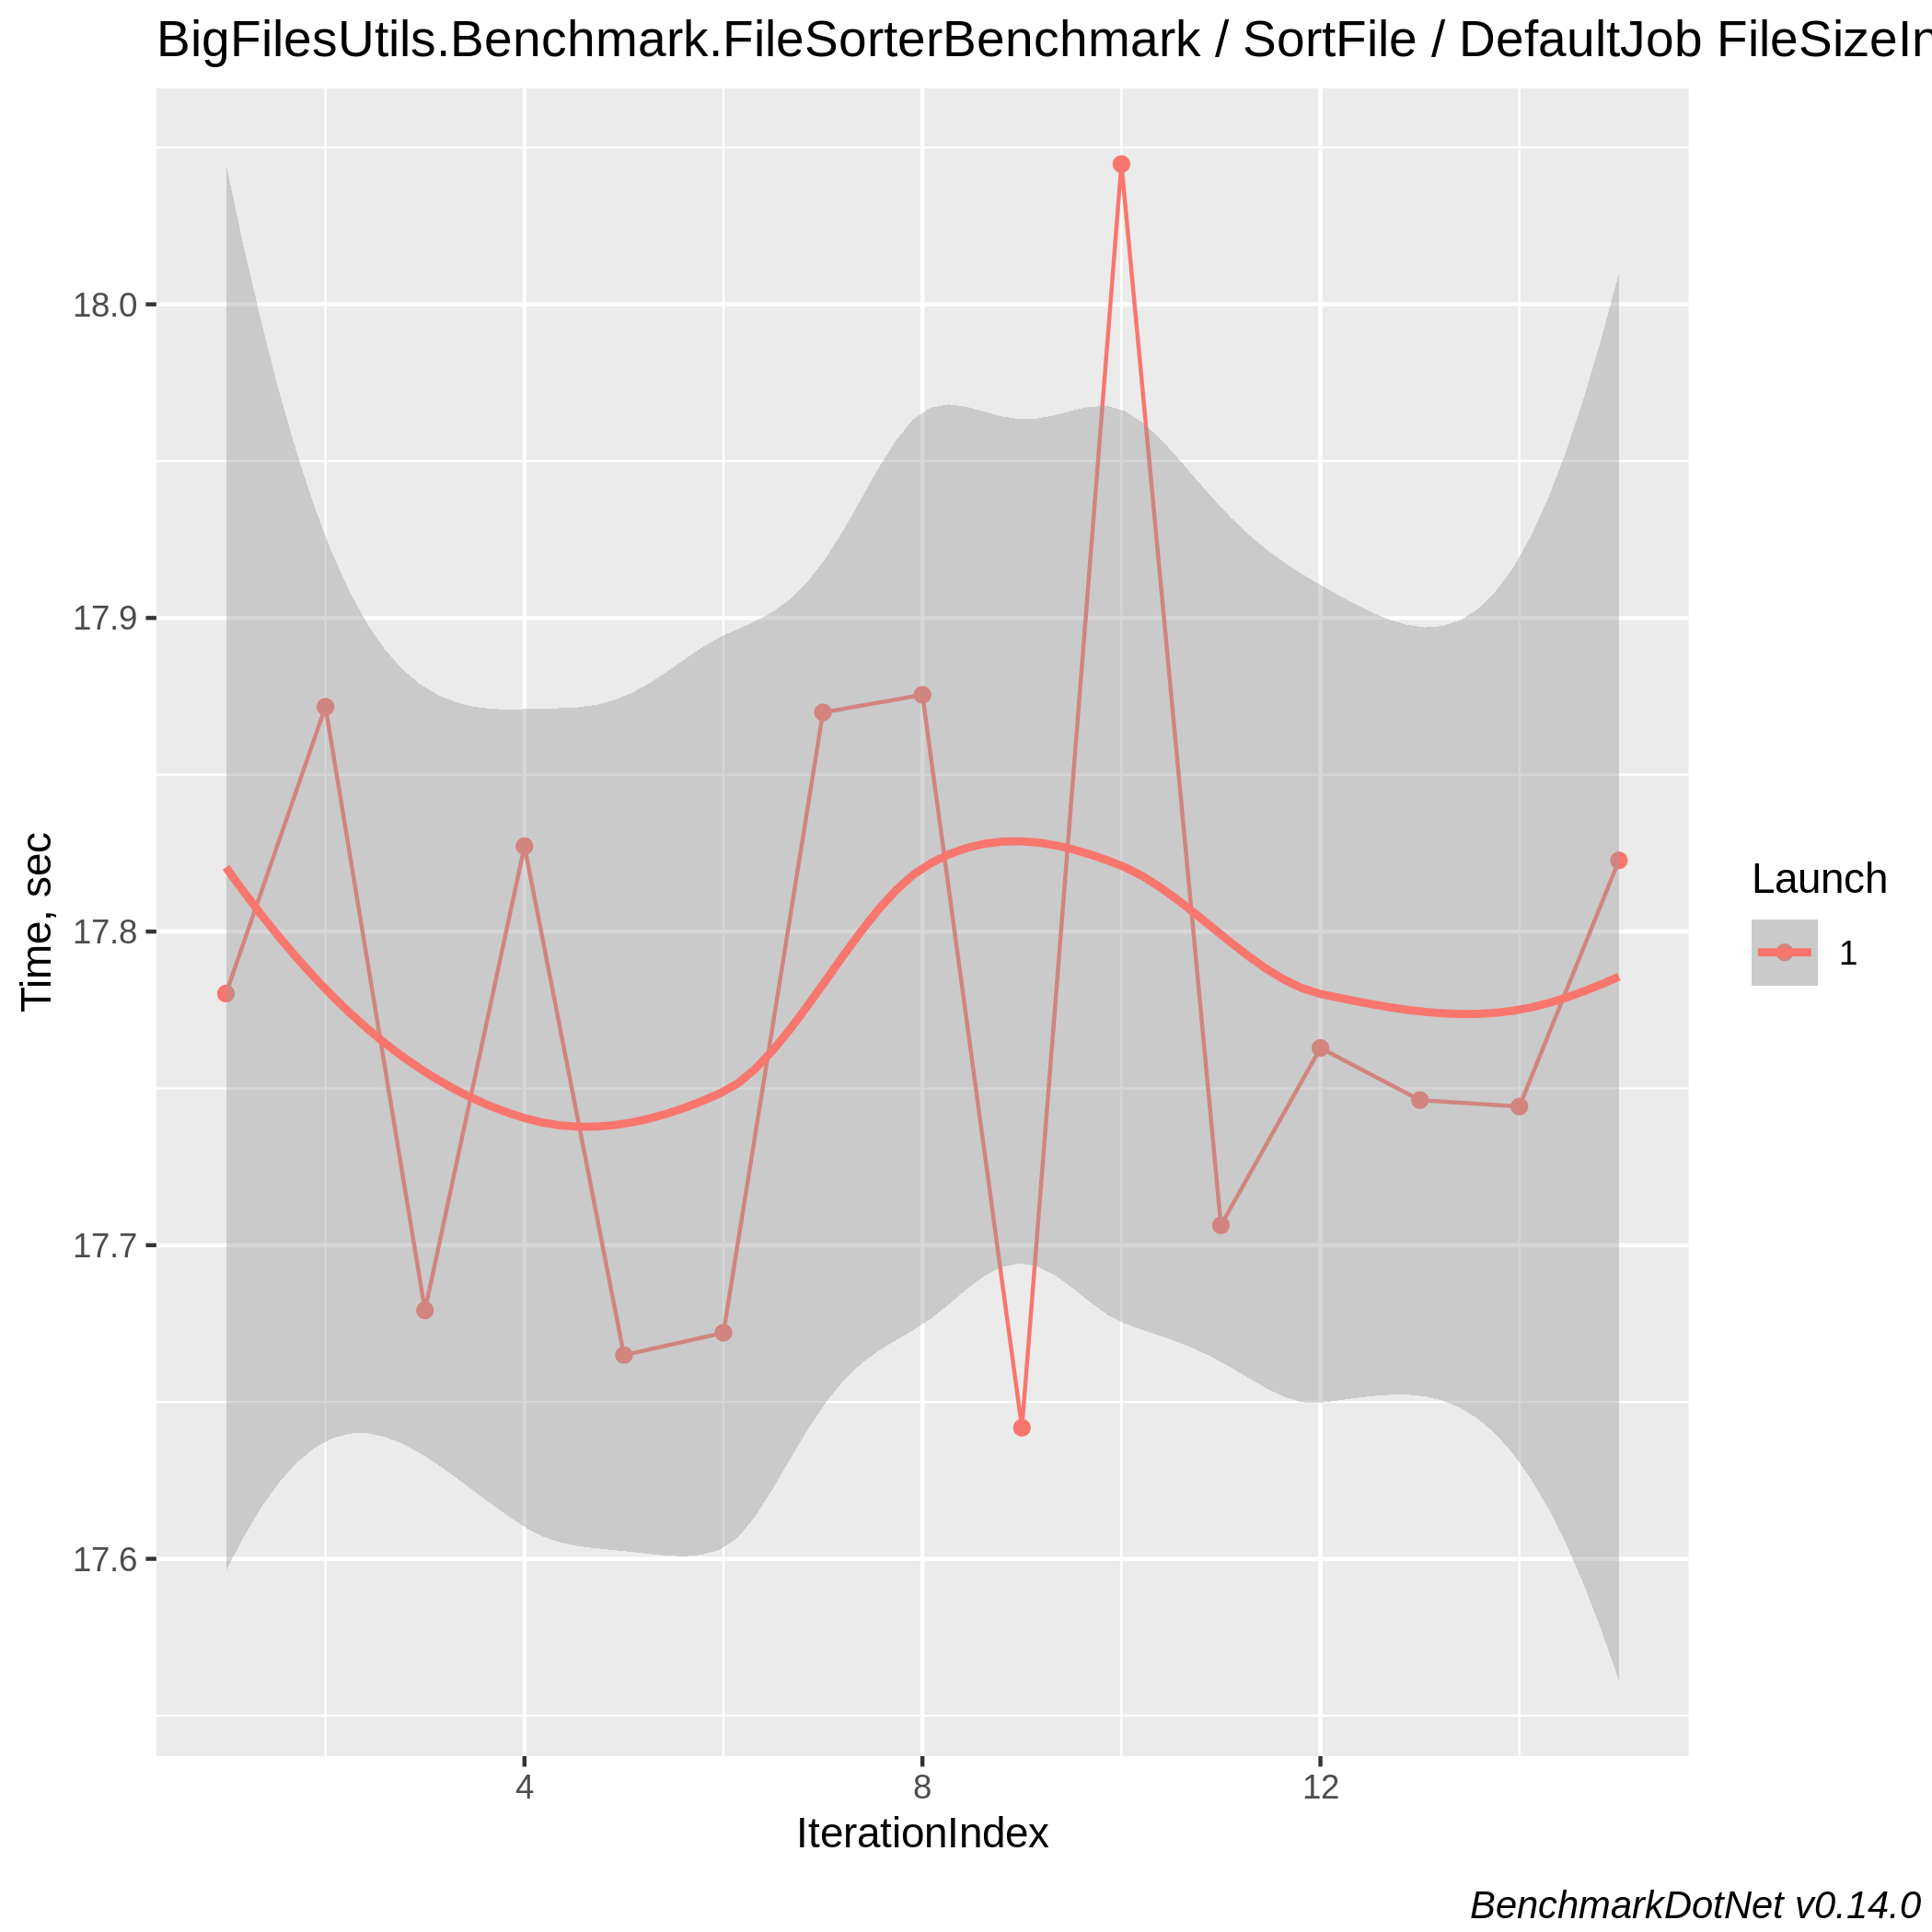 BigFilesUtils.Benchmark.FileSorterBenchmark / SortFile / DefaultJob FileSizeIn
18.0
17.9
17.8
17.7
17.6
Time, sec
4 8 12
IterationIndex
Launch
1
BenchmarkDotNet v0.14.0